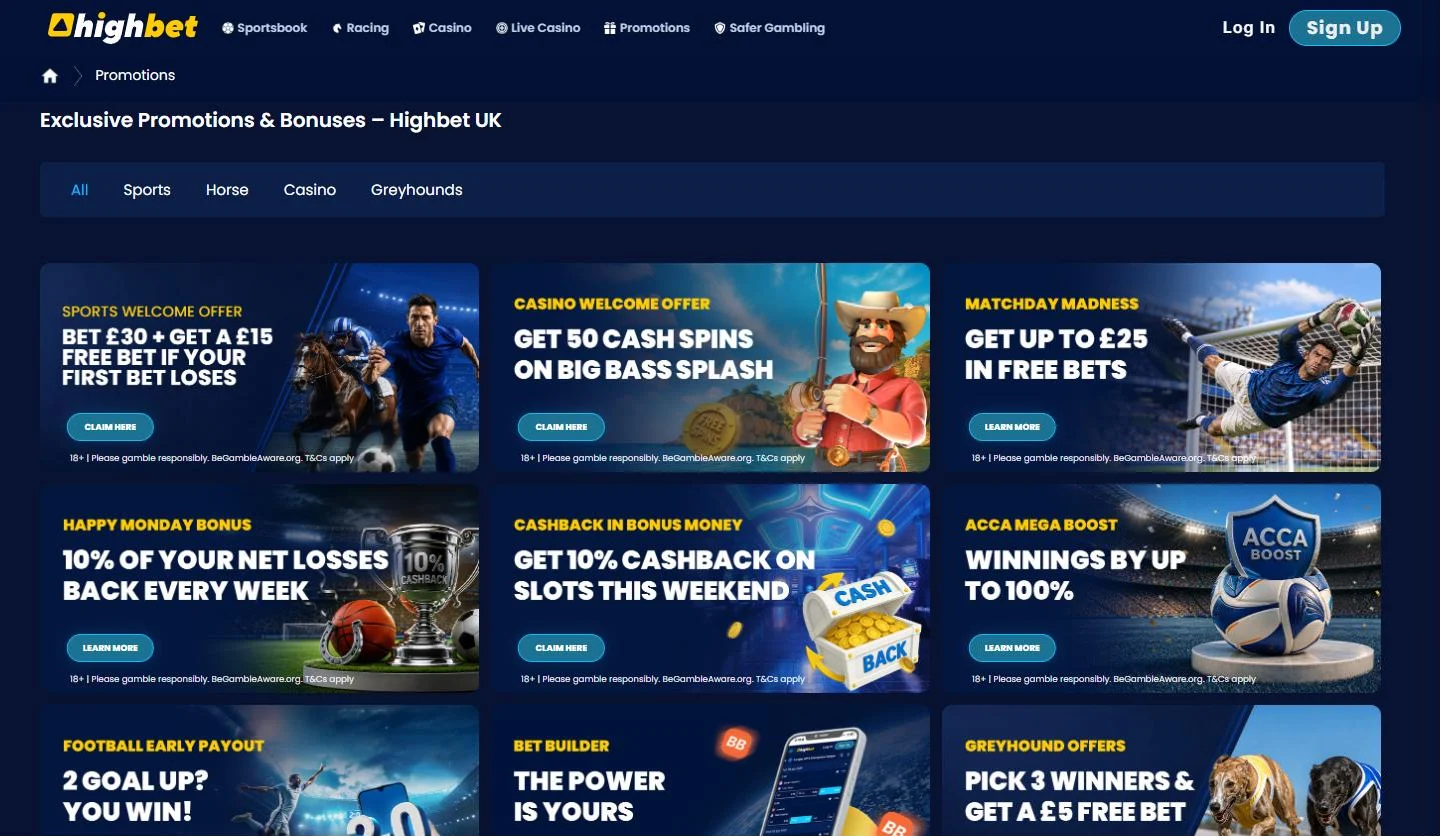 highbet
Sportsbook
Racing
Casino
Live Casino
Promotions
Safer Gambling
Log In
Sign Up
Promotions
Exclusive Promotions & Bonuses – Highbet UK
All
Sports
Horse
Casino
Greyhounds
SPORTS WELCOME OFFER
BET £30 + GET A £15
FREE BET IF YOUR
FIRST BET LOSES
CLAIM HERE
18+ | Please gamble responsibly. BeGambleAware.org. T&Cs apply
CASINO WELCOME OFFER
GET 50 CASH SPINS
ON BIG BASS SPLASH
FREE
SPINS
CLAIM HERE
18+ | Please gamble responsibly. BeGambleAware.org. T&Cs apply
MATCHDAY MADNESS
GET UP TO £25
IN FREE BETS
LEARN MORE
18+ | Please gamble responsibly. BeGambleAware.org. T&Cs apply
HAPPY MONDAY BONUS
10% OF YOUR NET LOSSES
BACK EVERY WEEK
10%
CASHBACK
LEARN MORE
18+ | Please gamble responsibly. BeGambleAware.org. T&Cs apply
CASHBACK IN BONUS MONEY
GET 10% CASHBACK ON
SLOTS THIS WEEKEND
CASH
BACK
CLAIM HERE
18+ | Please gamble responsibly. BeGambleAware.org. T&Cs apply
ACCA MEGA BOOST
WINNINGS BY UP
TO 100%
ACCA
BOOST
LEARN MORE
18+ | Please gamble responsibly. BeGambleAware.org. T&Cs apply
FOOTBALL EARLY PAYOUT
2 GOAL UP?
YOU WIN!
2:0
BET BUILDER
THE POWER
IS YOURS
BB
highbet
BB
GREYHOUND OFFERS
PICK 3 WINNERS &
GET A £5 FREE BET